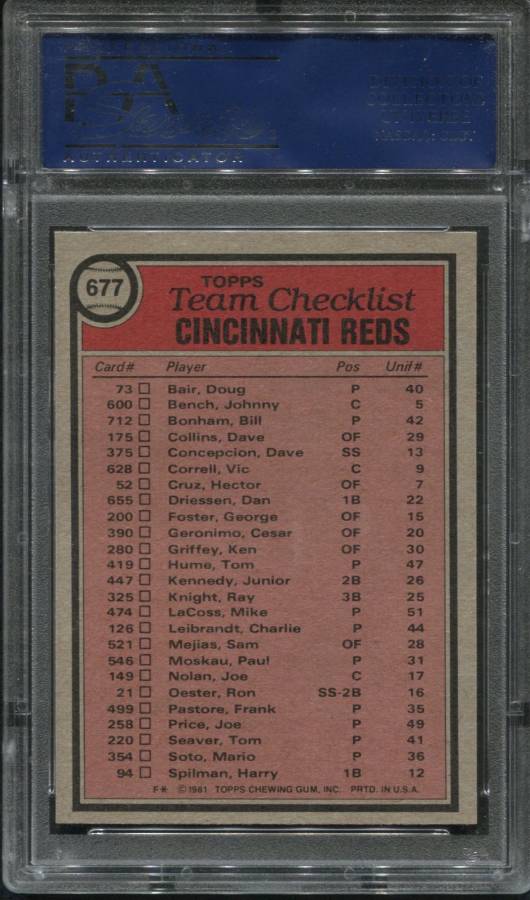 PSA
AUTHENTICATOR
677
TOPPS
Team Checklist
CINCINNATI REDS
Card# Player Pos Unif#
73 Bair, Doug P 40
600 Bench, Johnny C 5
712 Bonham, Bill P 42
175 Collins, Dave OF 29
375 Concepcion, Dave SS 13
628 Correll, Vic C 9
52 Cruz, Hector OF 7
655 Driessen, Dan 1B 22
200 Foster, George OF 15
390 Geronimo, Cesar OF 20
280 Griffey, Ken OF 30
419 Hume, Tom P 47
447 Kennedy, Junior 2B 26
325 Knight, Ray 3B 25
474 LaCoss, Mike P 51
126 Leibrandt, Charlie P 44
521 Mejias, Sam OF 28
546 Moskau, Paul P 31
149 Nolan, Joe C 17
21 Oester, Ron SS-2B 16
499 Pastore, Frank P 35
258 Price, Joe P 49
220 Seaver, Tom P 41
354 Soto, Mario P 36
94 Spilman, Harry 1B 12
F* ©1981 TOPPS CHEWING GUM, INC. PRTD. IN U.S.A.